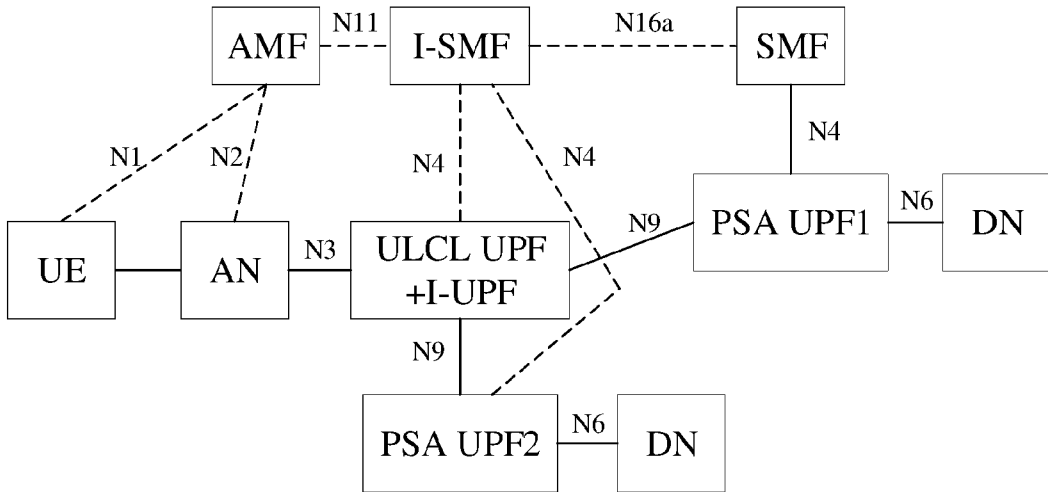 N11
N16a
AMF
I-SMF
SMF
N1
N2
N4
N4
N4
UE
AN
N3
ULCL UPF
+I-UPF
N9
PSA UPF1
N6
DN
N9
PSA UPF2
N6
DN